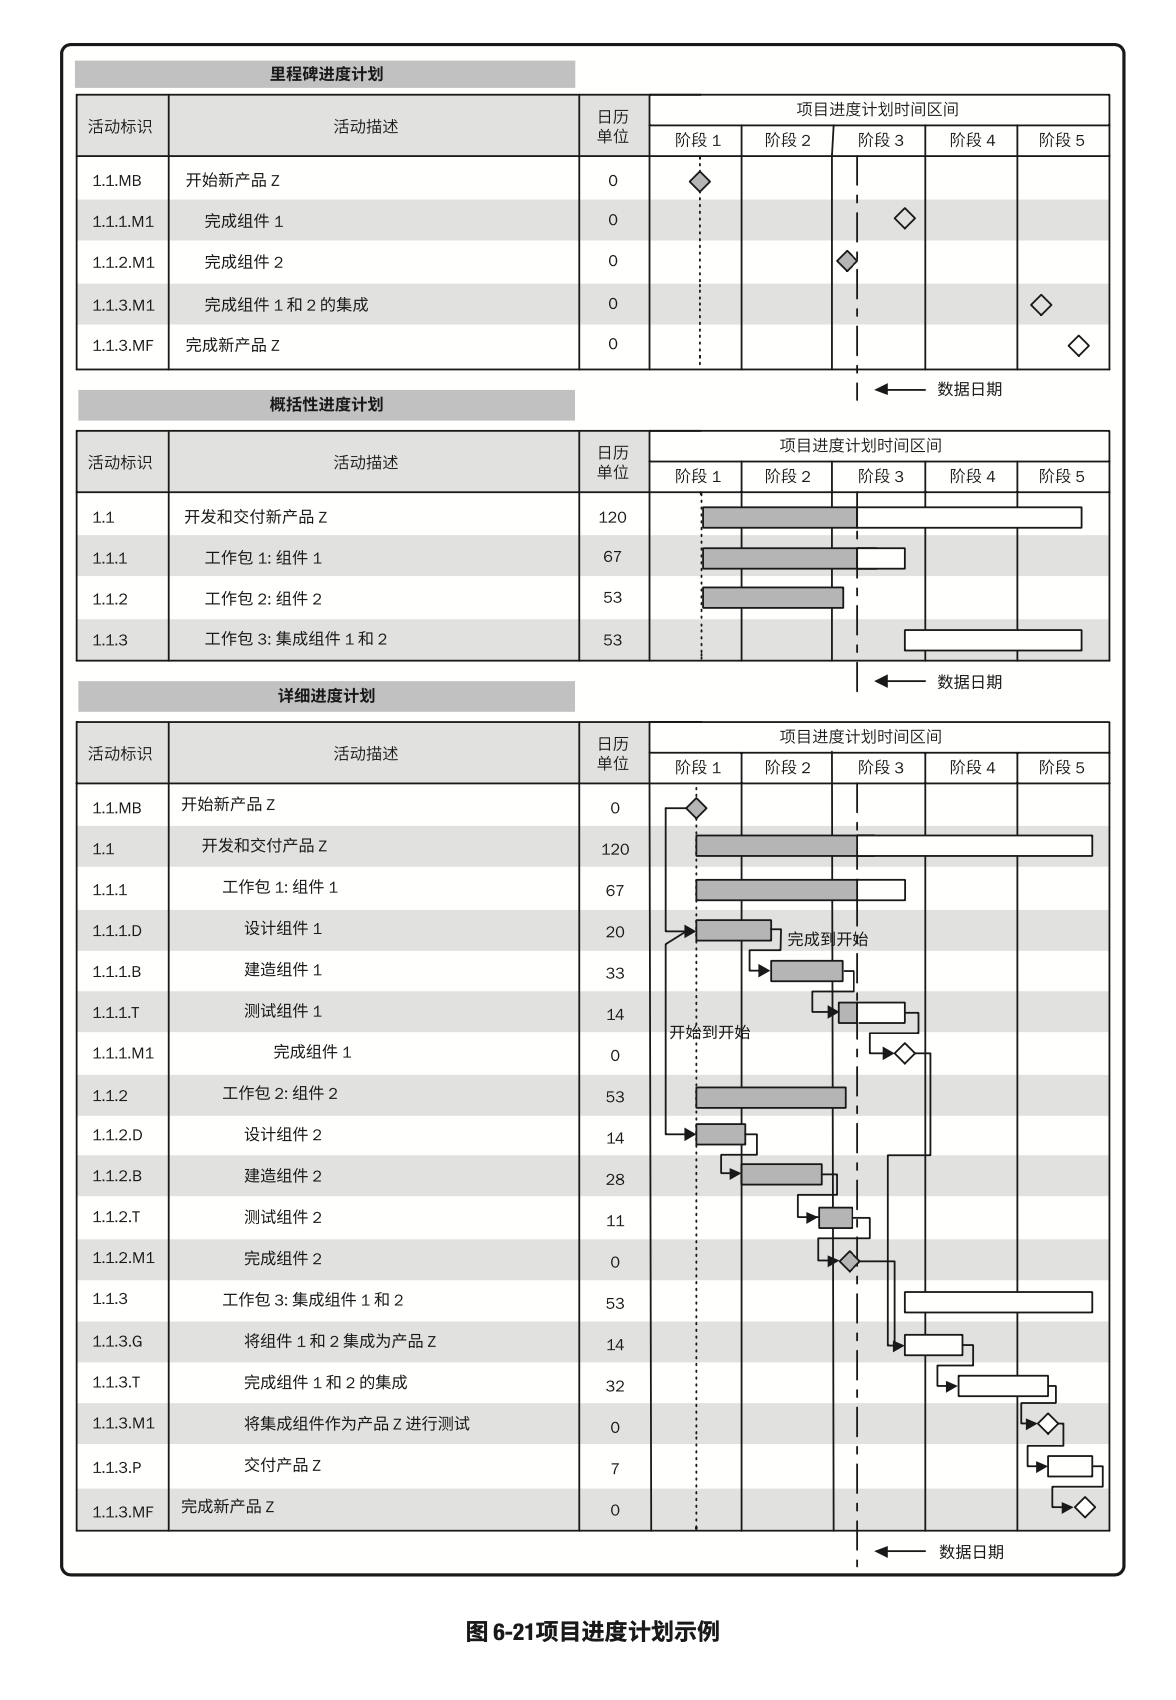 里程碑进度计划
活动标识 活动描述 日历单位 项目进度计划时间区间
阶段 1 阶段 2 阶段 3 阶段 4 阶段 5
1.1.MB 开始新产品 Z 0
1.1.1.M1 完成组件 1 0
1.1.2.M1 完成组件 2 0
1.1.3.M1 完成组件 1 和 2 的集成 0
1.1.3.MF 完成新产品 Z 0
数据日期
概括性进度计划
活动标识 活动描述 日历单位 项目进度计划时间区间
阶段 1 阶段 2 阶段 3 阶段 4 阶段 5
1.1 开发和交付新产品 Z 120
1.1.1 工作包 1: 组件 1 67
1.1.2 工作包 2: 组件 2 53
1.1.3 工作包 3: 集成组件 1 和 2 53
数据日期
详细进度计划
活动标识 活动描述 日历单位 项目进度计划时间区间
阶段 1 阶段 2 阶段 3 阶段 4 阶段 5
1.1.MB 开始新产品 Z 0
1.1 开发和交付产品 Z 120
1.1.1 工作包 1: 组件 1 67
1.1.1.D 设计组件 1 20
完成到开始
1.1.1.B 建造组件 1 33
1.1.1.T 测试组件 1 14
开始到开始
1.1.1.M1 完成组件 1 0
1.1.2 工作包 2: 组件 2 53
1.1.2.D 设计组件 2 14
1.1.2.B 建造组件 2 28
1.1.2.T 测试组件 2 11
1.1.2.M1 完成组件 2 0
1.1.3 工作包 3: 集成组件 1 和 2 53
1.1.3.G 将组件 1 和 2 集成为产品 Z 14
1.1.3.T 完成组件 1 和 2 的集成 32
1.1.3.M1 将集成组件作为产品 Z 进行测试 0
1.1.3.P 交付产品 Z 7
1.1.3.MF 完成新产品 Z 0
数据日期
图 6-21项目进度计划示例